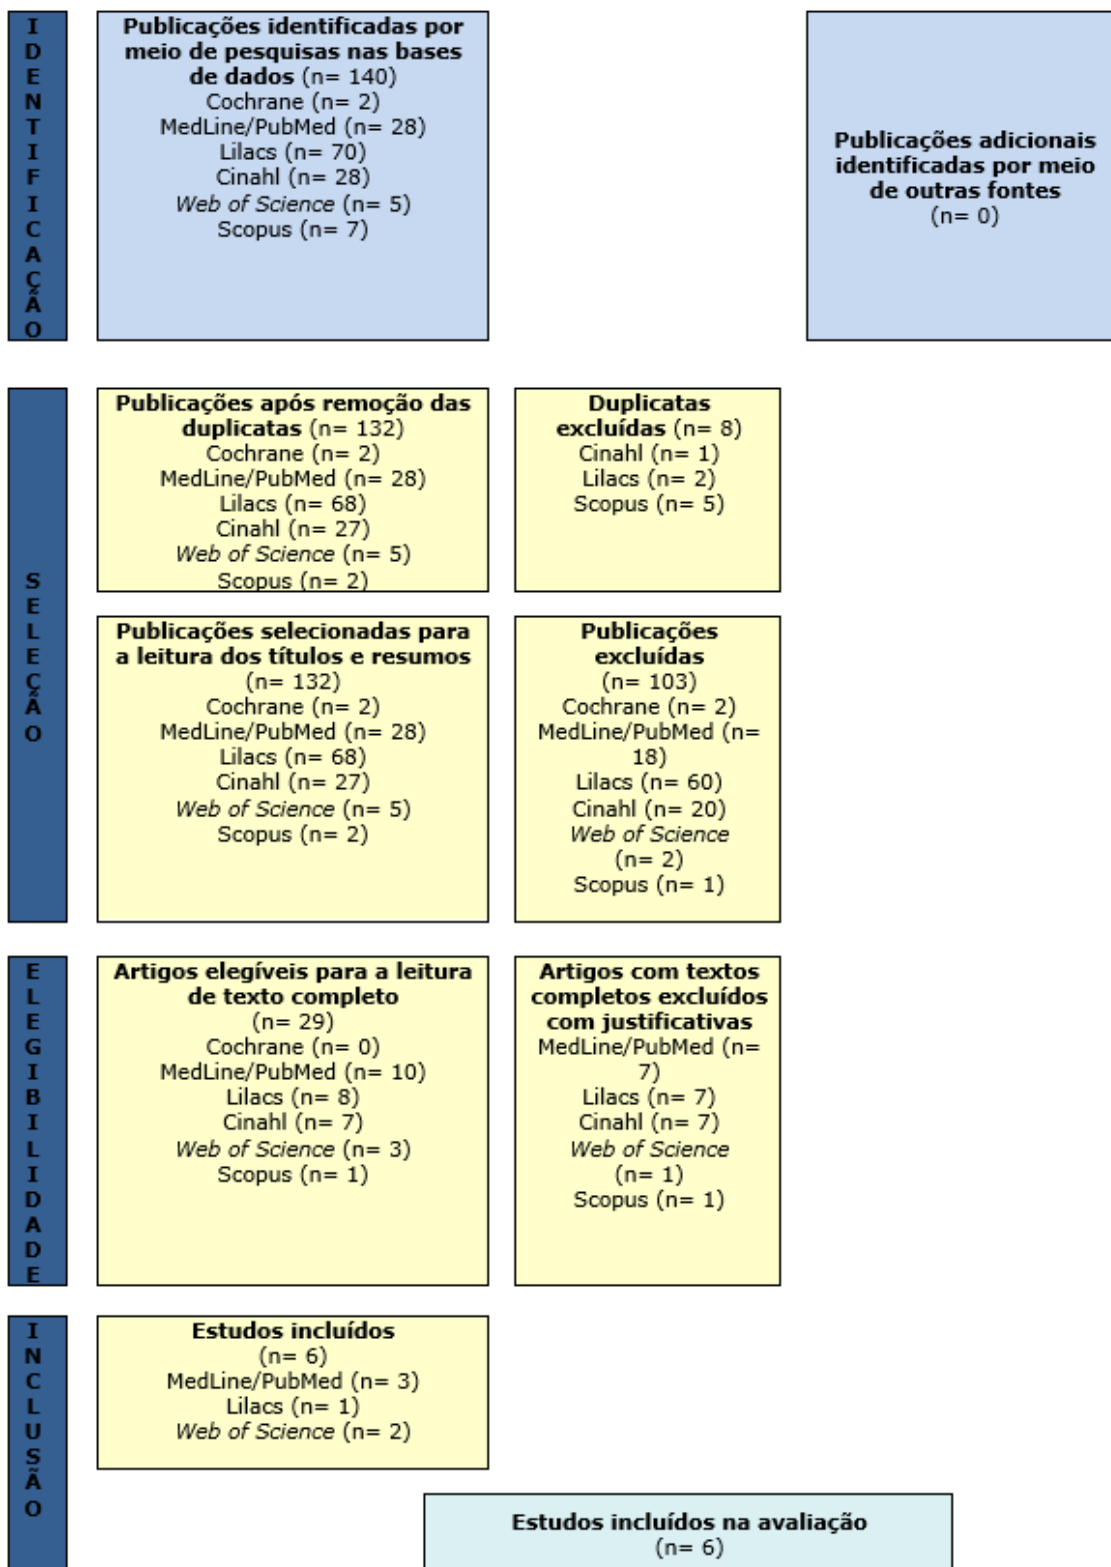 IDENTIFICAÇÃO
Publicações identificadas por
meio de pesquisas nas bases
de dados (n= 140)
Cochrane (n= 2)
MedLine/PubMed (n= 28)
Lilacs (n= 70)
Cinahl (n= 28)
Web of Science (n= 5)
Scopus (n= 7)
Publicações adicionais
identificadas por meio
de outras fontes
(n= 0)
SELEÇÃO
Publicações após remoção das
duplicatas (n= 132)
Cochrane (n= 2)
MedLine/PubMed (n= 28)
Lilacs (n= 68)
Cinahl (n= 27)
Web of Science (n= 5)
Scopus (n= 2)
Duplicatas
excluídas (n= 8)
Cinahl (n= 1)
Lilacs (n= 2)
Scopus (n= 5)
Publicações selecionadas para
a leitura dos títulos e resumos
(n= 132)
Cochrane (n= 2)
MedLine/PubMed (n= 28)
Lilacs (n= 68)
Cinahl (n= 27)
Web of Science (n= 5)
Scopus (n= 2)
Publicações
excluídas
(n= 103)
Cochrane (n= 2)
MedLine/PubMed (n=
18)
Lilacs (n= 60)
Cinahl (n= 20)
Web of Science
(n= 2)
Scopus (n= 1)
ELEGIBILIDADE
Artigos elegíveis para a leitura
de texto completo
(n= 29)
Cochrane (n= 0)
MedLine/PubMed (n= 10)
Lilacs (n= 8)
Cinahl (n= 7)
Web of Science (n= 3)
Scopus (n= 1)
Artigos com textos
completos excluídos
com justificativas
MedLine/PubMed (n=
7)
Lilacs (n= 7)
Cinahl (n= 7)
Web of Science
(n= 1)
Scopus (n= 1)
INCLUSÃO
Estudos incluídos
(n= 6)
MedLine/PubMed (n= 3)
Lilacs (n= 1)
Web of Science (n= 2)
Estudos incluídos na avaliação
(n= 6)